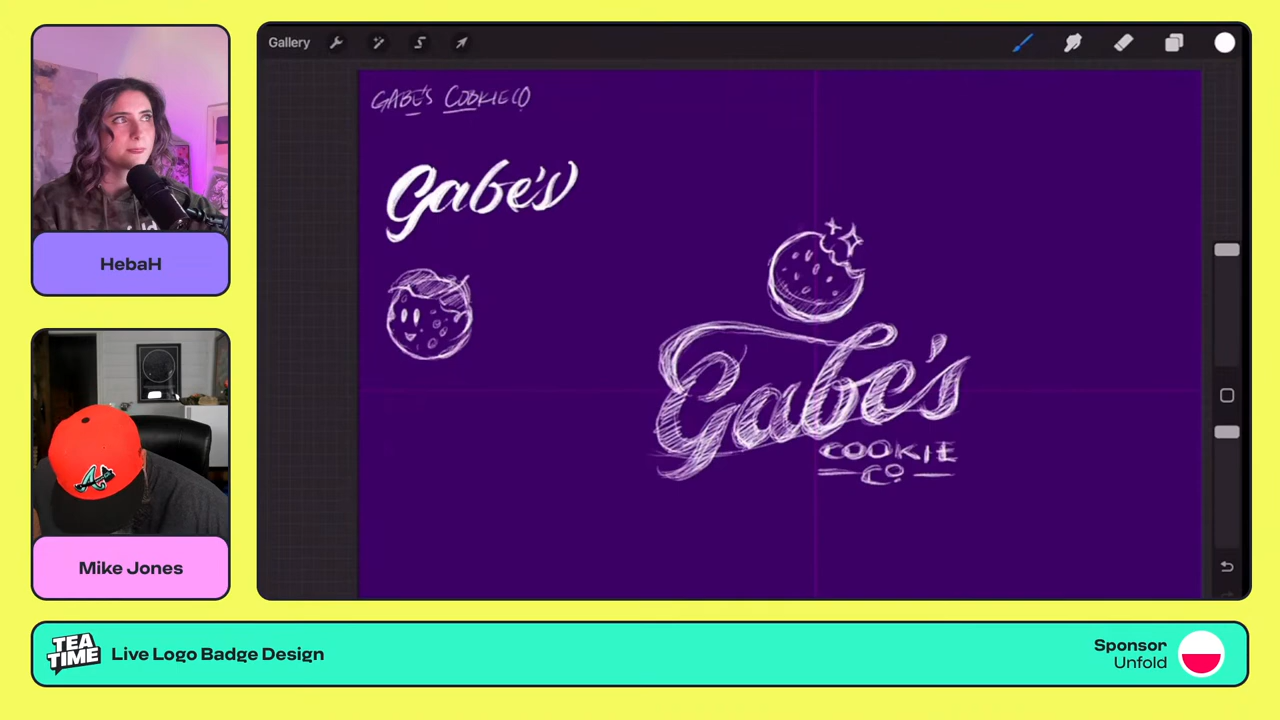 Gallery
GABE'S COOKIE CO
Gabe's
Gabe's
COOKIE
CO
HebaH
Mike Jones
TEA
TIME
Live Logo Badge Design
Sponsor
Unfold